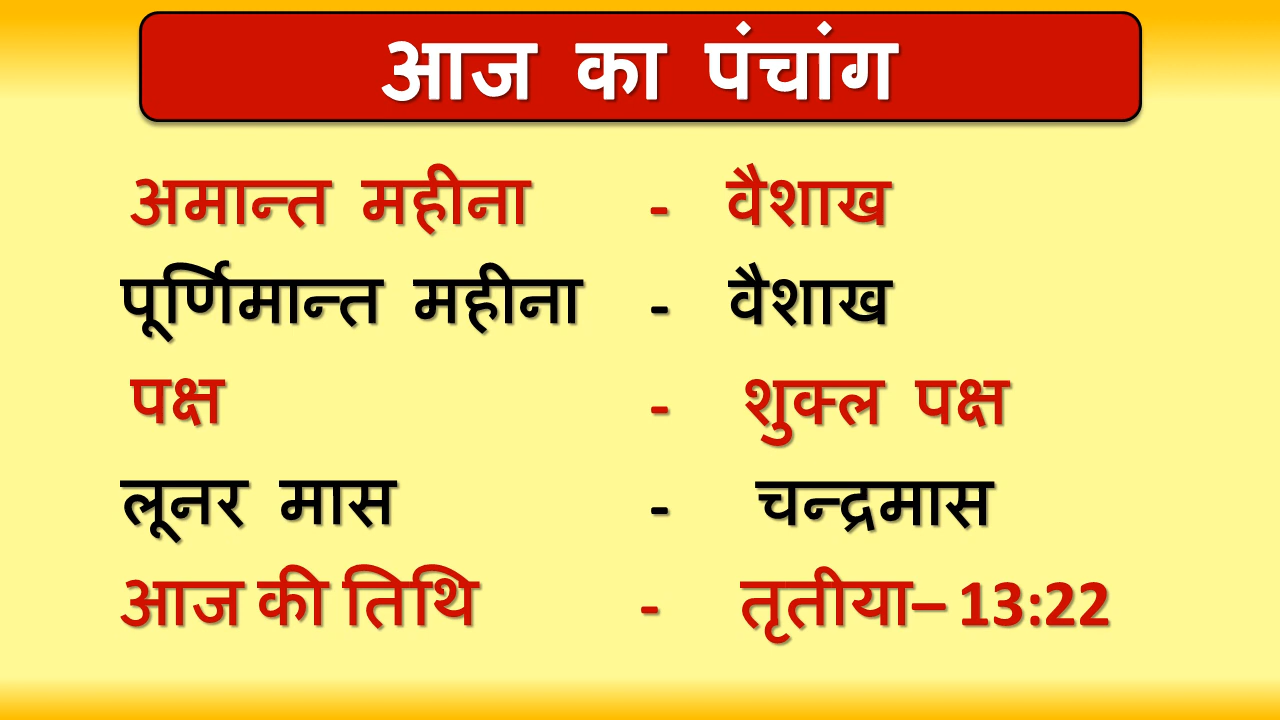 आज का पंचांग
अमान्त महीना - वैशाख
पूर्णिमान्त महीना - वैशाख
पक्ष - शुक्ल पक्ष
लूनर मास - चन्द्रमास
आज की तिथि - तृतीया– 13:22